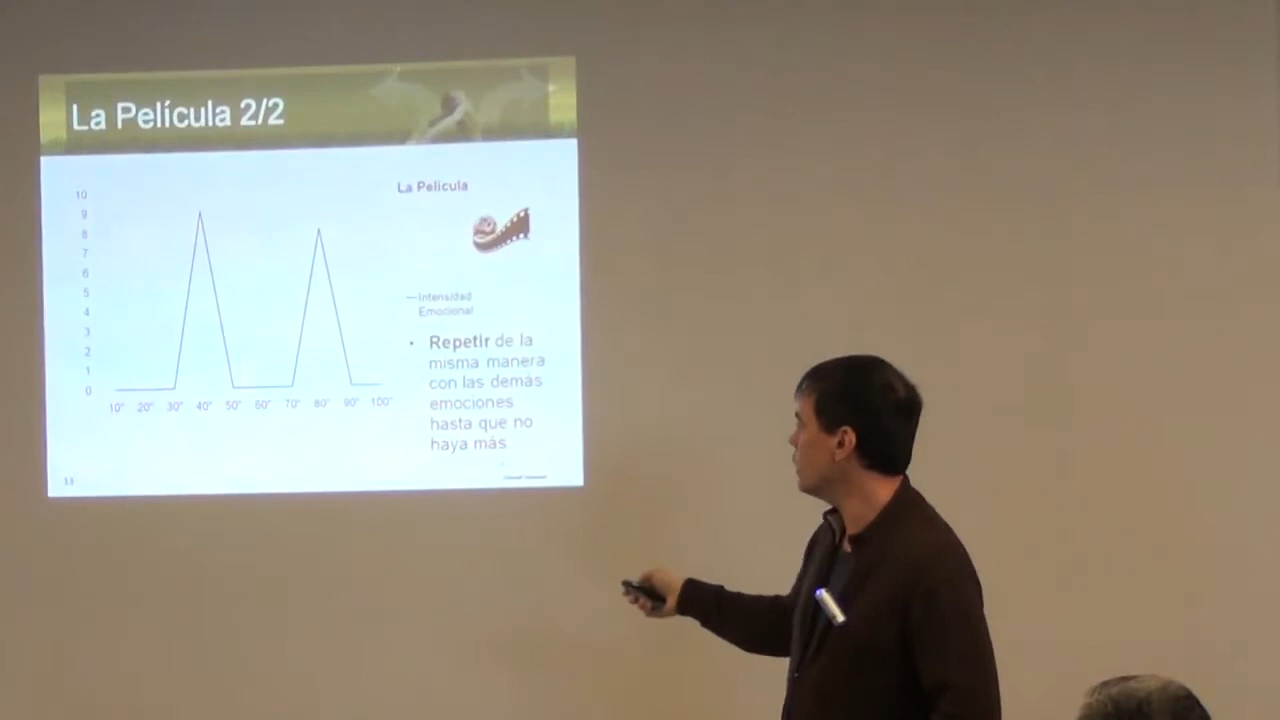 La Película 2/2
La Película
10
9
8
7
6
5
4
3
2
1
0
10" 20" 30" 40" 50" 60" 70" 80" 90" 100"
Intensidad
Emocional
• Repetir de la
misma manera
con las demás
emociones
hasta que no
haya más
11